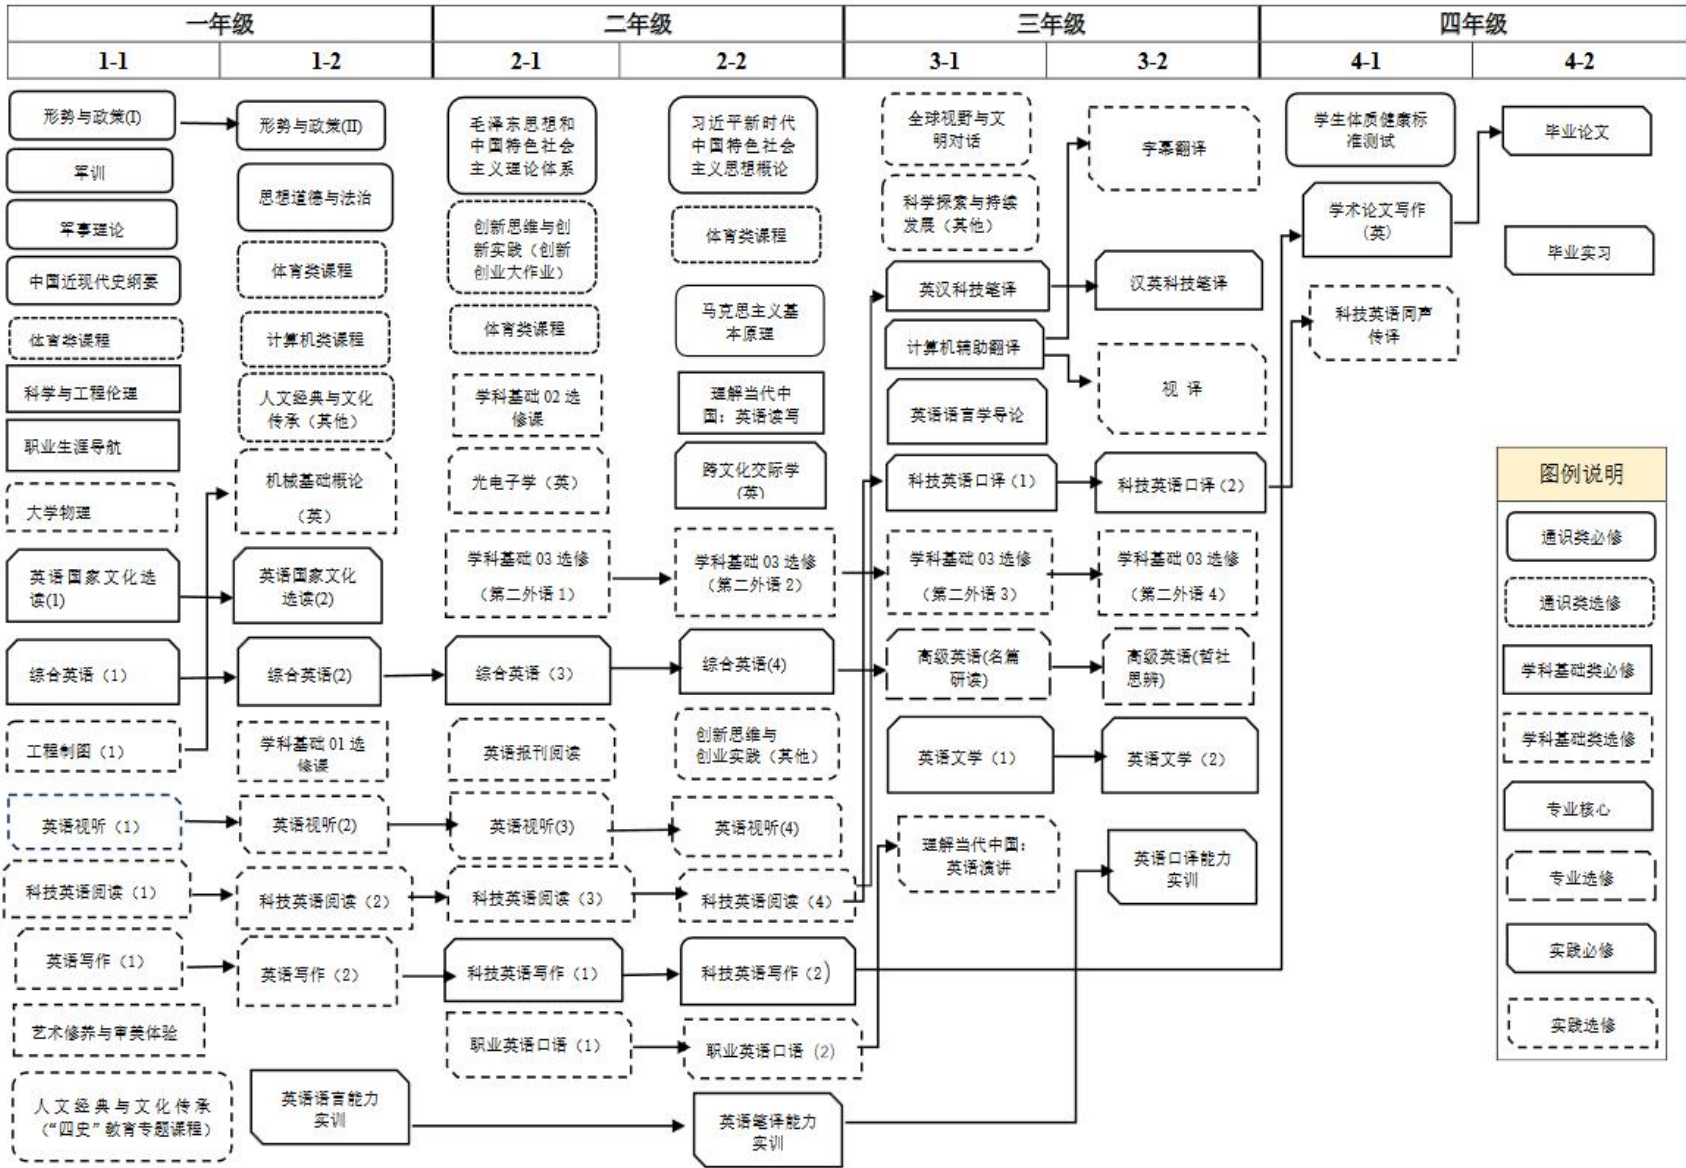 一年级
二年级
三年级
四年级
1-1
1-2
2-1
2-2
3-1
3-2
4-1
4-2
形势与政策(I)
军训
军事理论
中国近现代史纲要
体育类课程
科学与工程伦理
职业生涯导航
大学物理
英语国家文化选
读(1)
综合英语（1）
工程制图（1）
英语视听（1）
科技英语阅读（1）
英语写作（1）
艺术修养与审美体验
人文经典与文化传承
（“四史”教育专题课程）
形势与政策(II)
思想道德与法治
体育类课程
计算机类课程
人文经典与文化
传承（其他）
机械基础概论
（英）
英语国家文化
选读(2)
综合英语(2)
学科基础 01 选
修课
英语视听(2)
科技英语阅读（2）
英语写作（2）
英语语言能力
实训
毛泽东思想和
中国特色社会
主义理论体系
创新思维与创
新实践（创新
创业大作业）
体育类课程
学科基础 02 选
修课
光电子学（英）
学科基础 03 选修
（第二外语 1）
综合英语（3）
英语报刊阅读
英语视听(3)
科技英语阅读（3）
科技英语写作（1）
职业英语口语（1）
习近平新时代
中国特色社会
主义思想概论
体育类课程
马克思主义基
本原理
理解当代中
国：英语读写
跨文化交际学
(英)
学科基础 03 选修
（第二外语 2）
综合英语(4)
创新思维与
创业实践（其他）
英语视听(4)
科技英语阅读（4）
科技英语写作（2）
职业英语口语（2）
英语笔译能力
实训
全球视野与文
明对话
科学探索与持续
发展（其他）
英汉科技笔译
计算机辅助翻译
英语语言学导论
科技英语口译（1）
学科基础 03 选修
（第二外语 3）
高级英语(名篇
研读)
英语文学（1）
理解当代中国：
英语演讲
字幕翻译
汉英科技笔译
视 译
科技英语口译（2）
学科基础 03 选修
（第二外语 4）
高级英语(哲社
思辨)
英语文学（2）
英语口译能力
实训
学生体质健康标
准测试
学术论文写作
(英)
科技英语同声
传译
毕业论文
毕业实习
图例说明
通识类必修
通识类选修
学科基础类必修
学科基础类选修
专业核心
专业选修
实践必修
实践选修